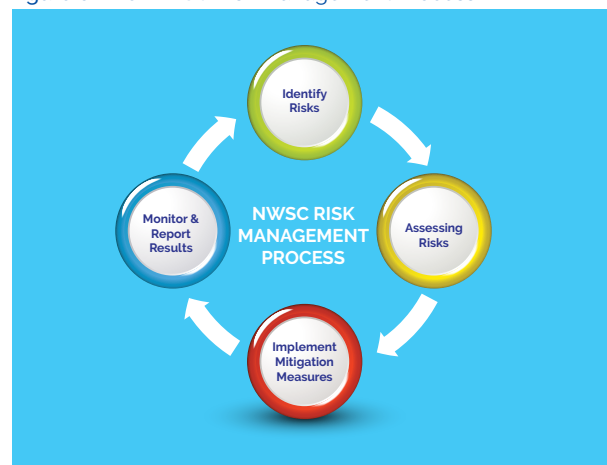 Identify
Risks
Assessing
Risks
Implement
Mitigation
Measures
Monitor &
Report
Results
NWSC RISK
MANAGEMENT
PROCESS